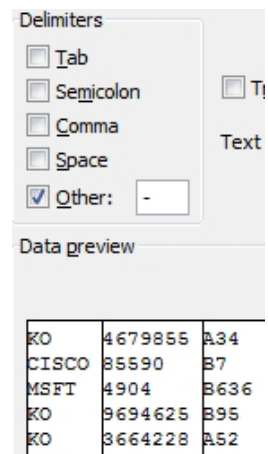 Delimiters
Tab
Semicolon
Comma
Space
Other: -
Text
Data preview
KO 4679855 A34
CISCO 85590 B7
MSFT 4904 B636
KO 9694625 B95
KO 3664228 A52